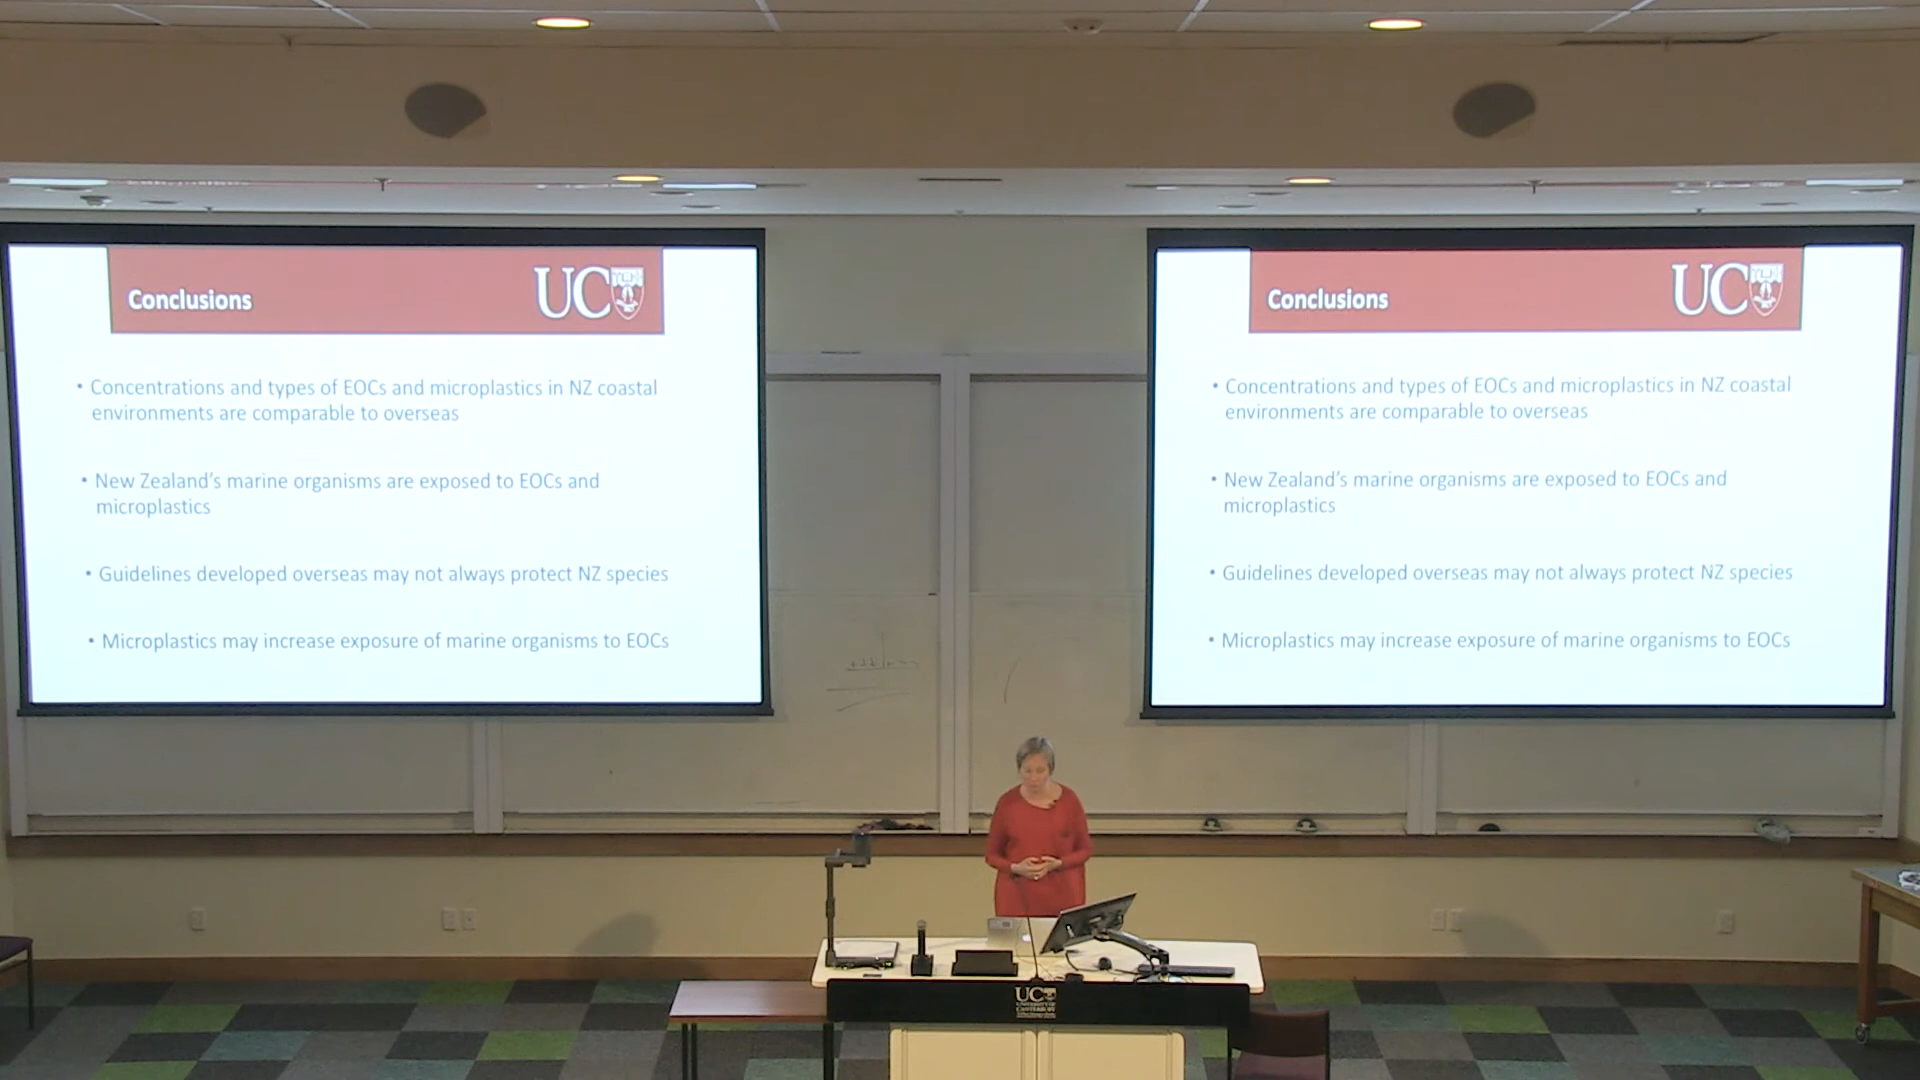 Conclusions
UC
• Concentrations and types of EOCs and microplastics in NZ coastal
environments are comparable to overseas
• New Zealand's marine organisms are exposed to EOCs and
microplastics
• Guidelines developed overseas may not always protect NZ species
• Microplastics may increase exposure of marine organisms to EOCs
Conclusions
UC
• Concentrations and types of EOCs and microplastics in NZ coastal
environments are comparable to overseas
• New Zealand's marine organisms are exposed to EOCs and
microplastics
• Guidelines developed overseas may not always protect NZ species
• Microplastics may increase exposure of marine organisms to EOCs
UC
UNIVERSITY OF
CANTERBURY